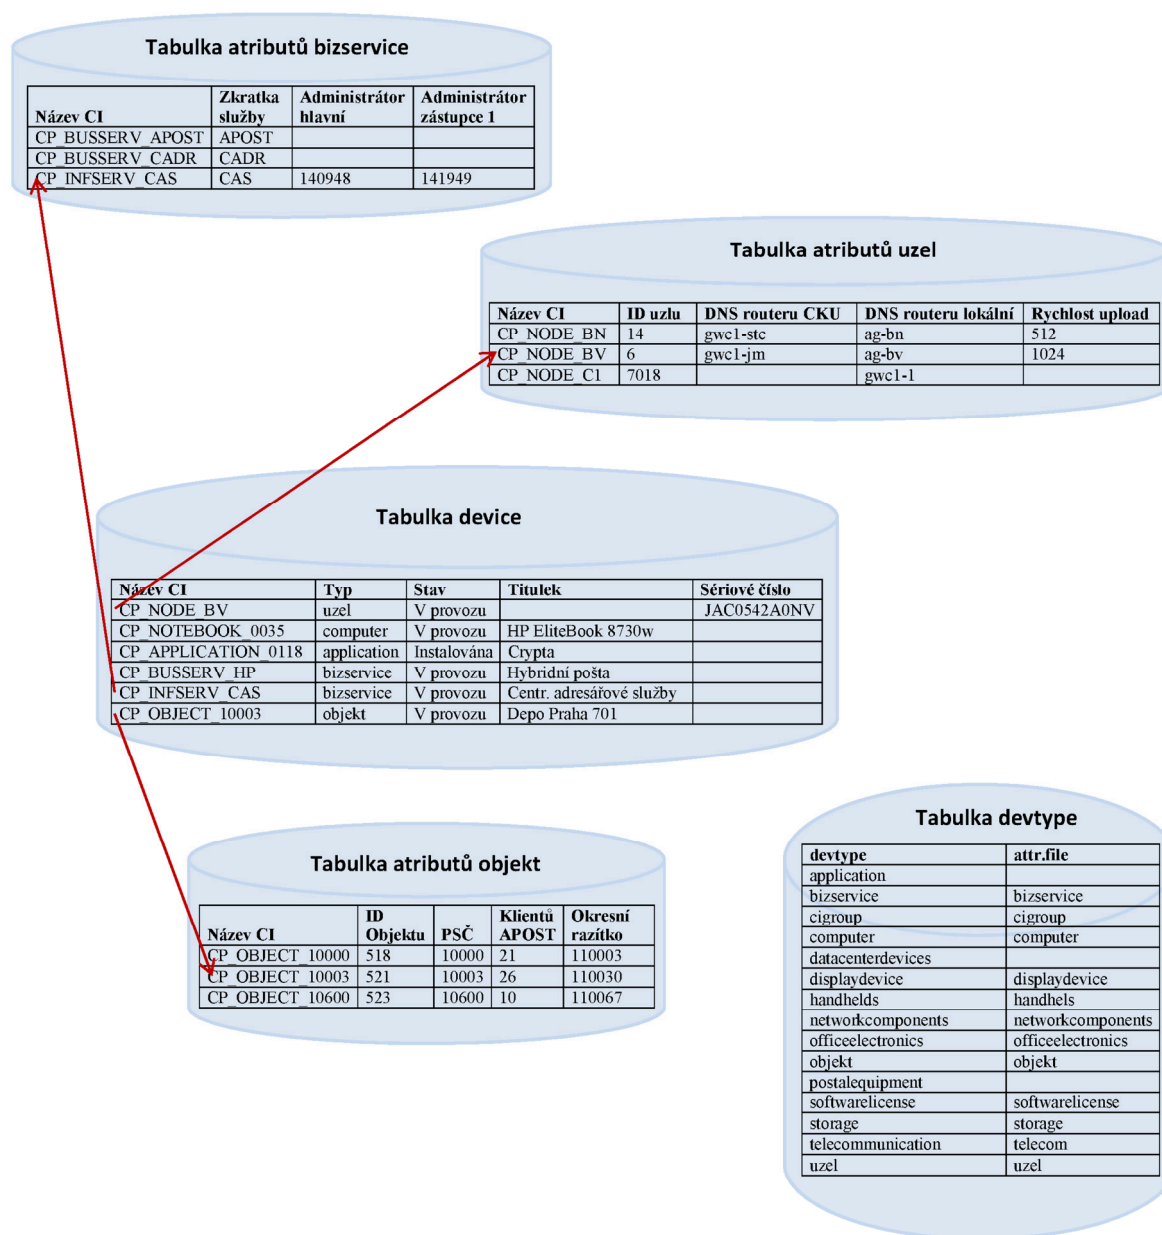 Tabulka atributů bizservice
Název CI Zkratka služby Administrátor hlavní Administrátor zástupce 1
CP_BUSSERV_APOST APOST
CP_BUSSERV_CADR CADR
CP_INFSERV_CAS CAS 140948 141949
Tabulka atributů uzel
Název CI ID uzlu DNS routeru CKU DNS routeru lokální Rychlost upload
CP_NODE_BN 14 gwc1-stc ag-bn 512
CP_NODE_BV 6 gwc1-jm ag-bv 1024
CP_NODE_C1 7018 gwc1-1
Tabulka device
Název CI Typ Stav Titulek Sériové číslo
CP_NODE_BV uzel V provozu JAC0542A0NV
CP_NOTEBOOK_0035 computer V provozu HP EliteBook 8730w
CP_APPLICATION_0118 application Instalována Crypta
CP_BUSSERV_HP bizservice V provozu Hybridní pošta
CP_INFSERV_CAS bizservice V provozu Centr. adresářové služby
CP_OBJECT_10003 objekt V provozu Depo Praha 701
Tabulka atributů objekt
Název CI ID Objektu PSČ Klientů APOST Okresní razítko
CP_OBJECT_10000 518 10000 21 110003
CP_OBJECT_10003 521 10003 26 110030
CP_OBJECT_10600 523 10600 10 110067
Tabulka devtype
devtype attr.file
application
bizservice bizservice
cigroup cigroup
computer computer
datacenterdevices
displaydevice displaydevice
handhelds handhels
networkcomponents networkcomponents
officeelectronics officeelectronics
objekt objekt
postalequipment
softwarelicense softwarelicense
storage storage
telecommunication telecom
uzel uzel